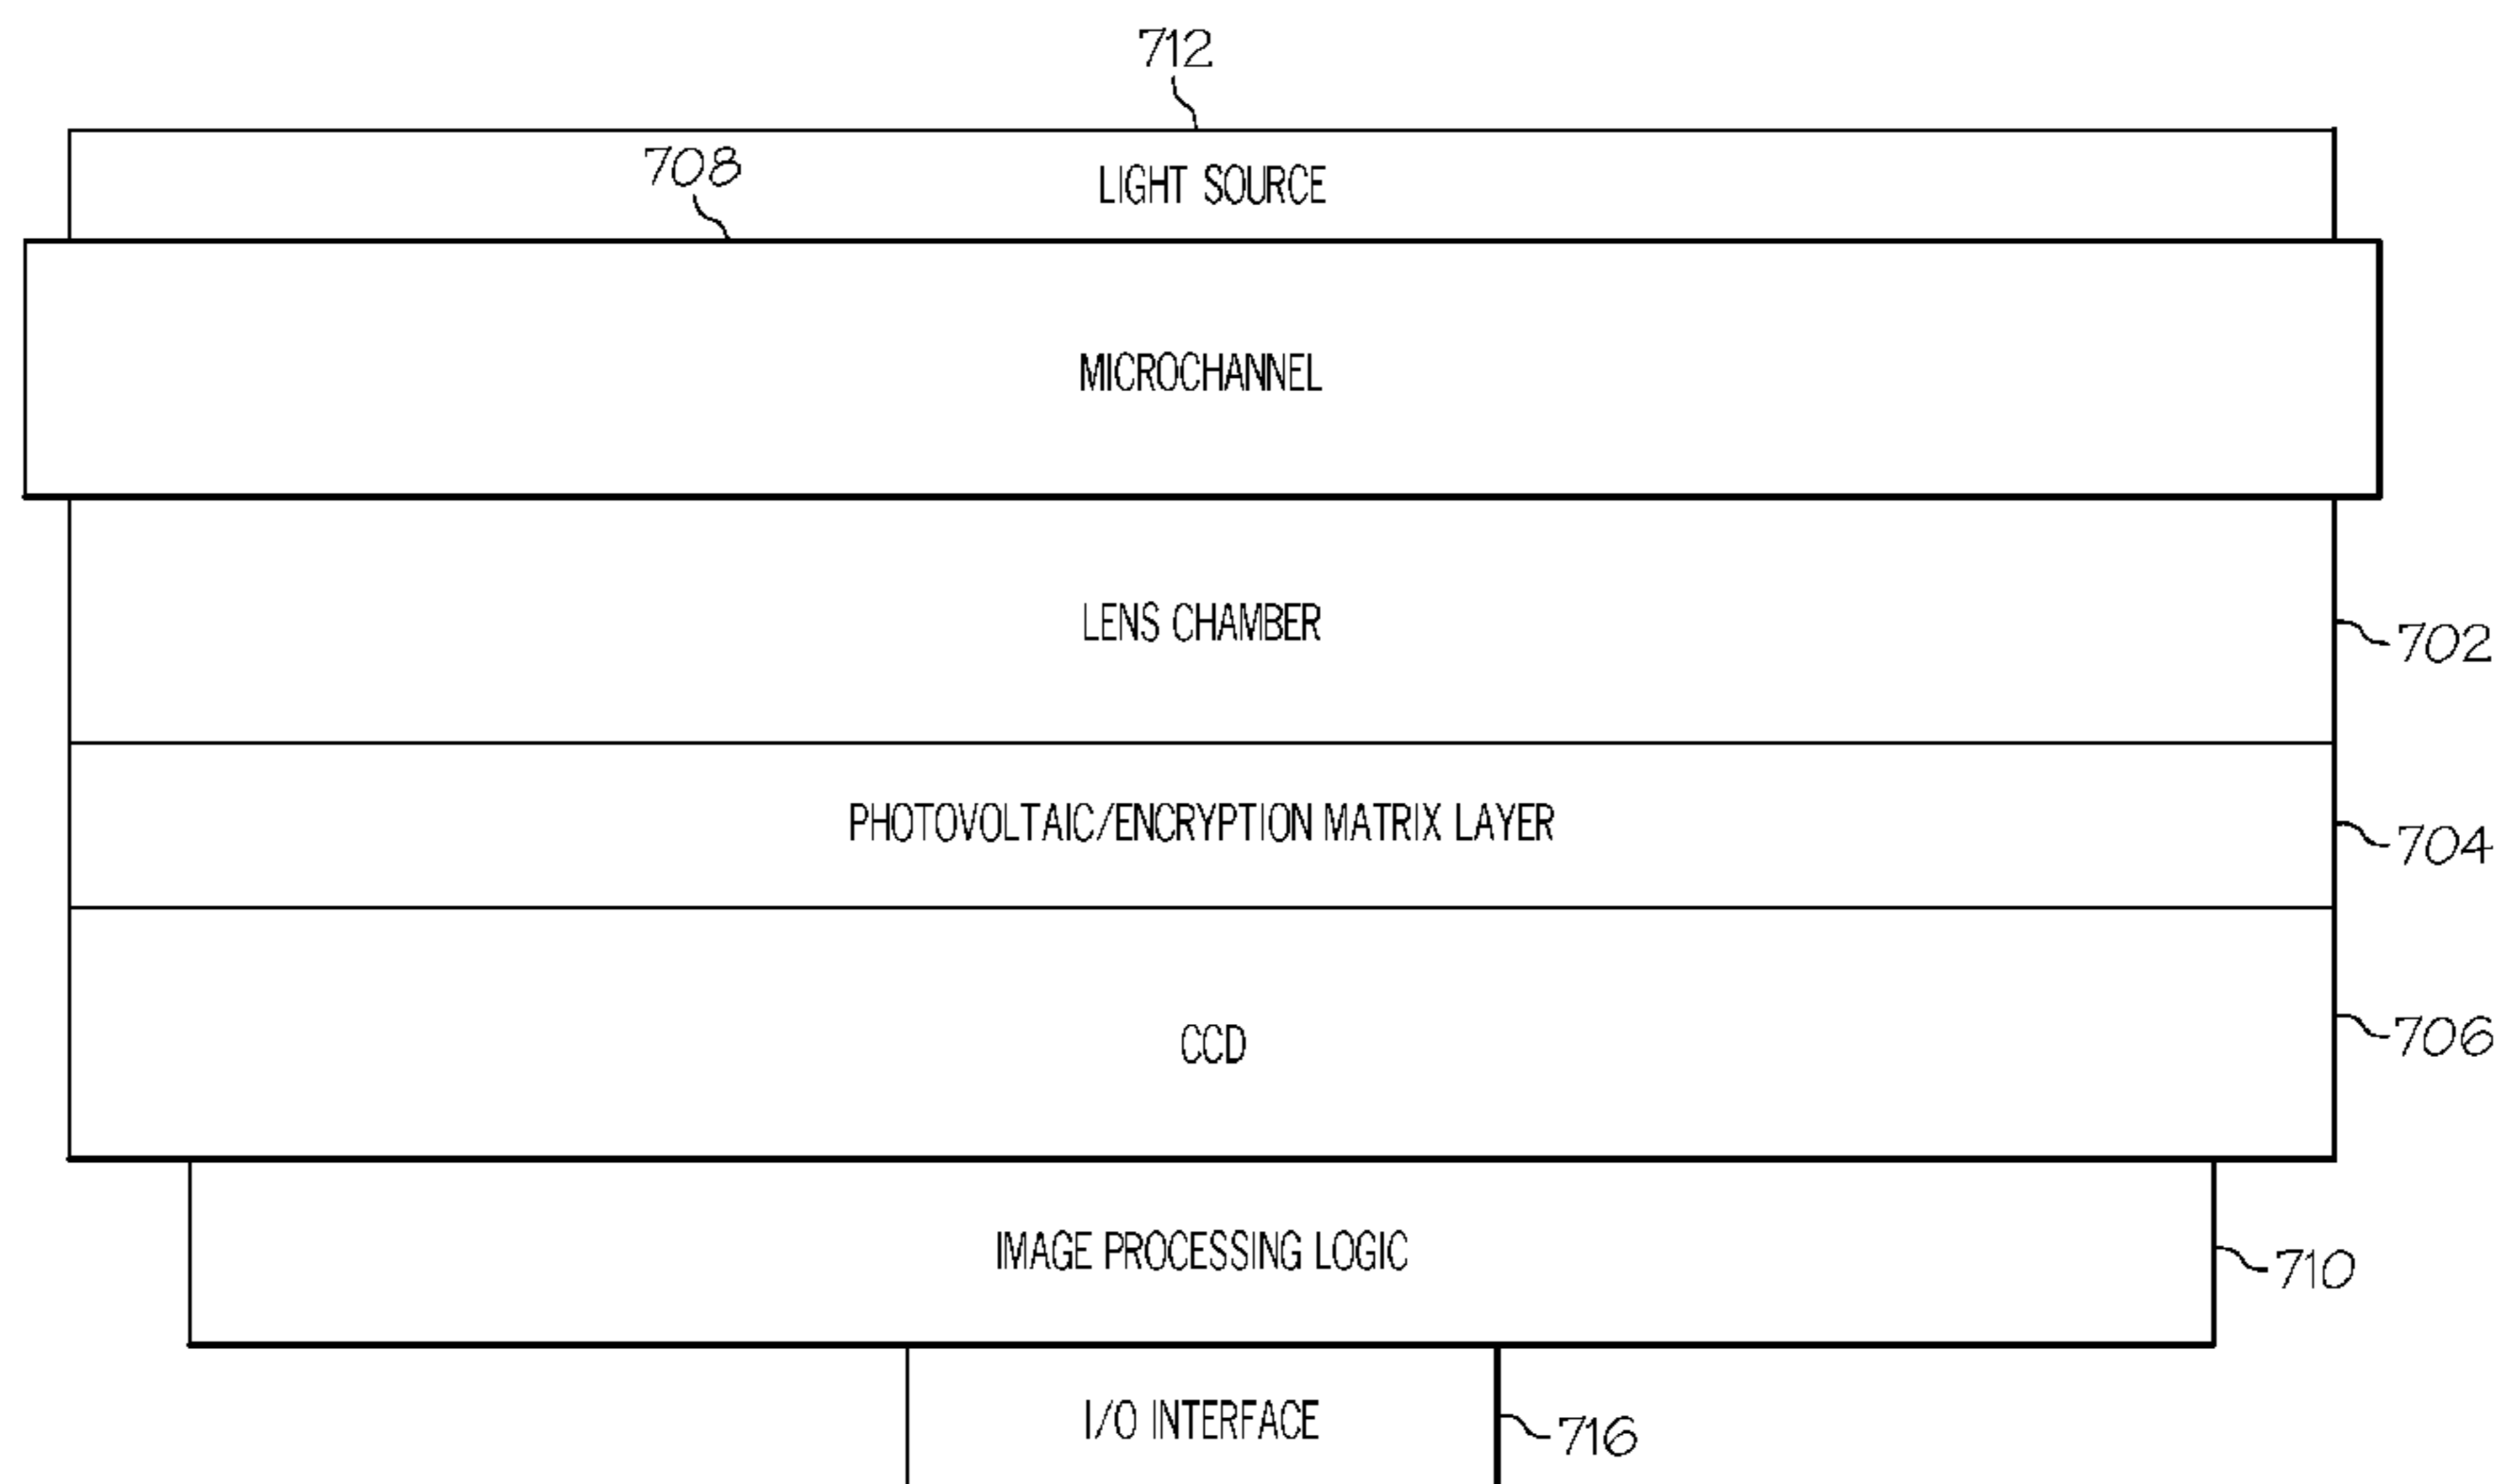 712
708
LIGHT SOURCE
MICROCHANNEL
LENS CHAMBER
702
PHOTOVOLTAIC/ENCRYPTION MATRIX LAYER
704
CCD
706
IMAGE PROCESSING LOGIC
710
I/O INTERFACE
716